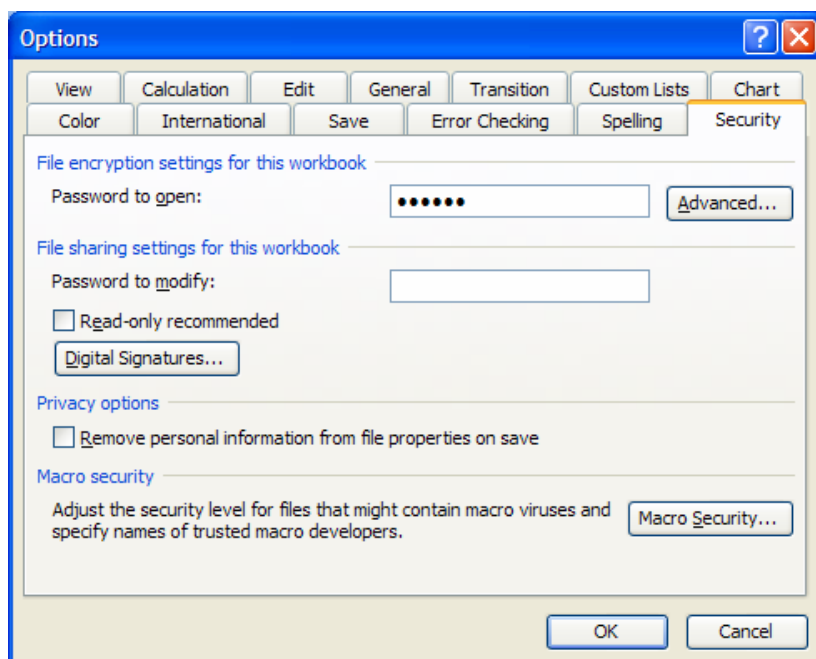 Options
?
View Calculation Edit General Transition Custom Lists Chart
Color International Save Error Checking Spelling Security
File encryption settings for this workbook
Password to open: •••••• Advanced...
File sharing settings for this workbook
Password to modify:
Read-only recommended
Digital Signatures...
Privacy options
Remove personal information from file properties on save
Macro security
Adjust the security level for files that might contain macro viruses and
specify names of trusted macro developers.
Macro Security...
OK Cancel